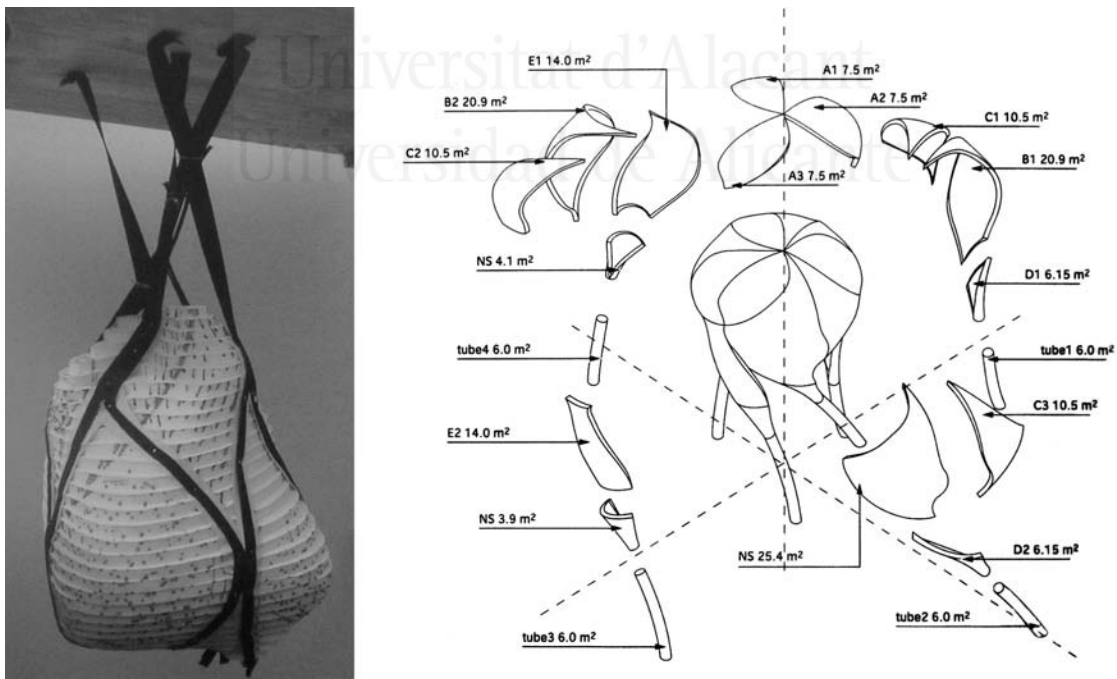 Universitat d'Alacant
Universidad de Alicante
E1 14.0 m²
B2 20.9 m²
C2 10.5 m²
A1 7.5 m²
A2 7.5 m²
A3 7.5 m²
C1 10.5 m²
B1 20.9 m²
NS 4.1 m²
D1 6.15 m²
tube4 6.0 m²
tube1 6.0 m²
C3 10.5 m²
E2 14.0 m²
NS 3.9 m²
NS 25.4 m²
D2 6.15 m²
tube3 6.0 m²
tube2 6.0 m²